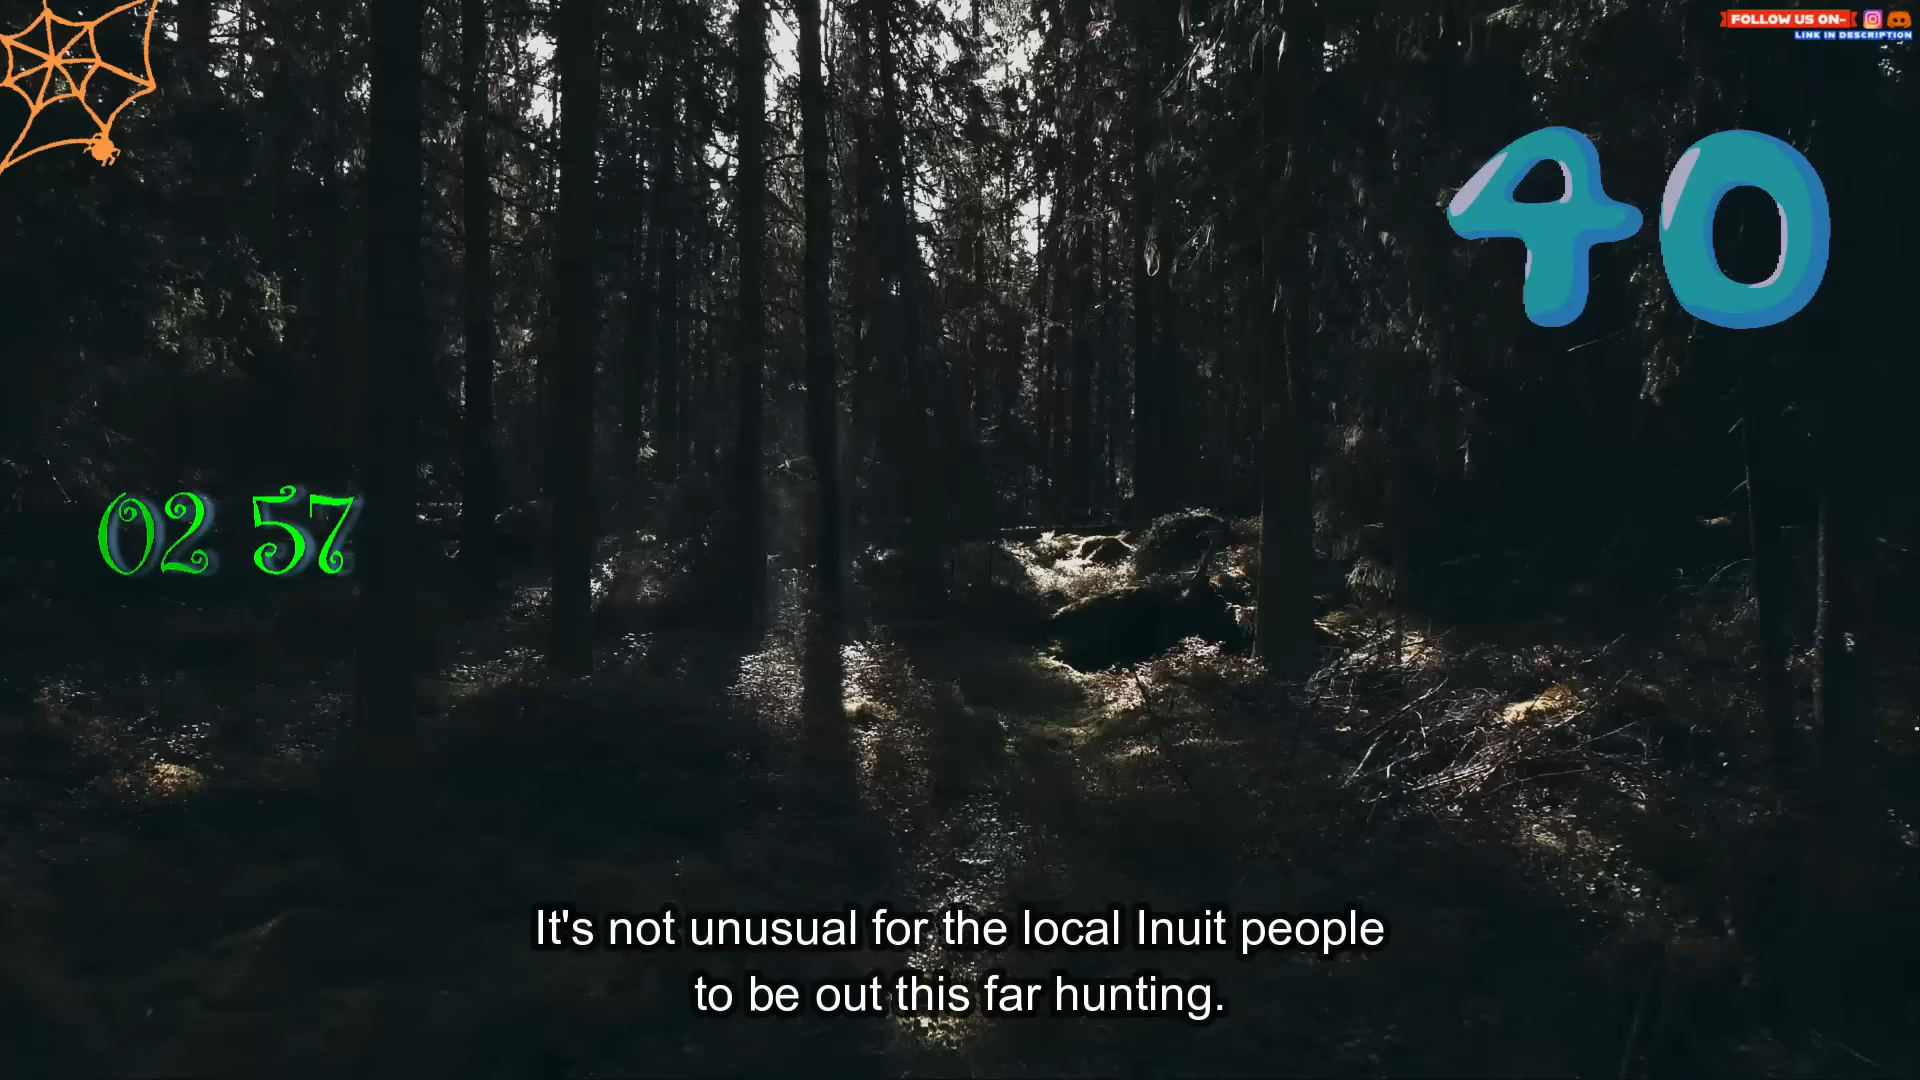 FOLLOW US ON-
LINK IN DESCRIPTION
40
02 57
It's not unusual for the local Inuit people
to be out this far hunting.